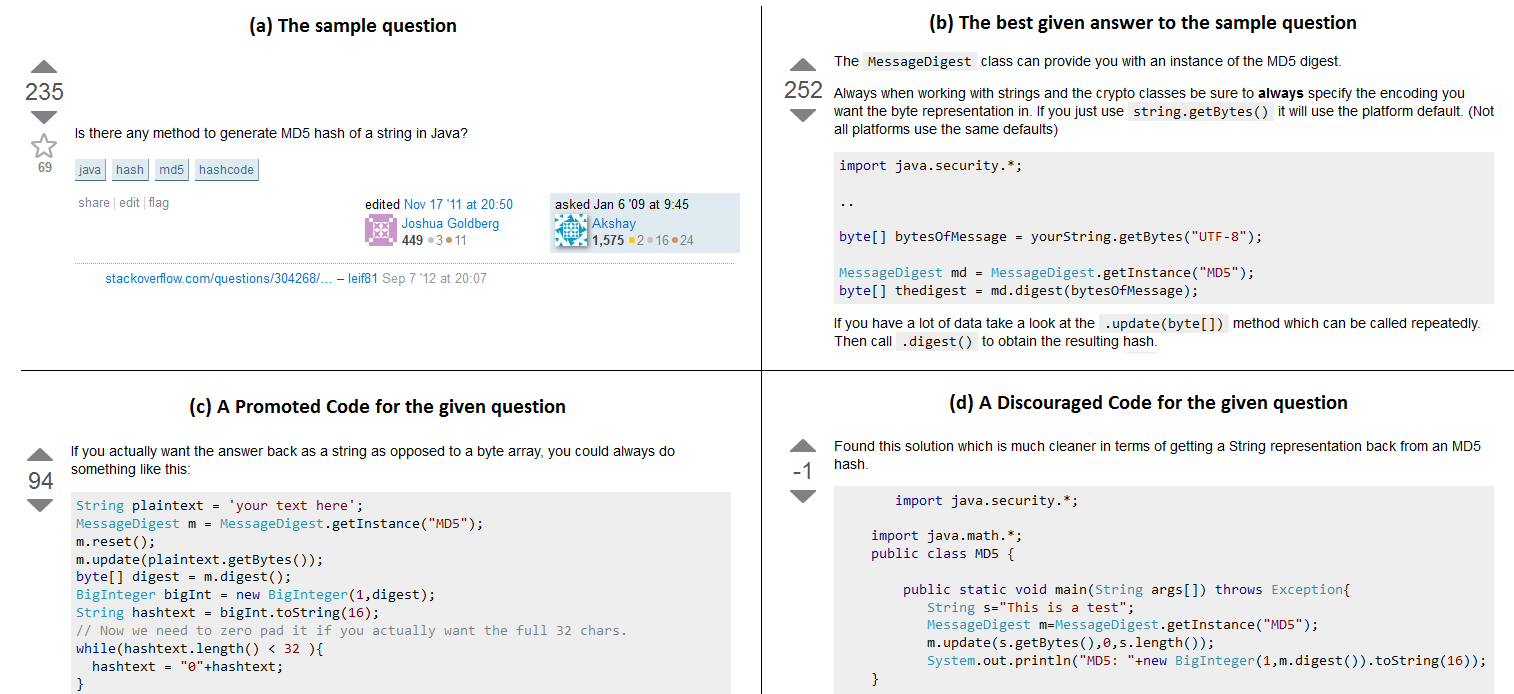 (a) The sample question
235
69
Is there any method to generate MD5 hash of a string in Java?
java hash md5 hashcode
share | edit | flag
edited Nov 17 '11 at 20:50
Joshua Goldberg
449 ●3 ●11
asked Jan 6 '09 at 9:45
Akshay
1,575 ●2 ●16 ●24
stackoverflow.com/questions/304268/... – leif81 Sep 7 '12 at 20:07
(b) The best given answer to the sample question
252
The MessageDigest class can provide you with an instance of the MD5 digest.
Always when working with strings and the crypto classes be sure to always specify the encoding you
want the byte representation in. If you just use string.getBytes() it will use the platform default. (Not
all platforms use the same defaults)
import java.security.*;
..
byte[] bytesOfMessage = yourString.getBytes("UTF-8");
MessageDigest md = MessageDigest.getInstance("MD5");
byte[] thedigest = md.digest(bytesOfMessage);
If you have a lot of data take a look at the .update(byte[]) method which can be called repeatedly.
Then call .digest() to obtain the resulting hash.
(c) A Promoted Code for the given question
94
If you actually want the answer back as a string as opposed to a byte array, you could always do
something like this:
String plaintext = 'your text here';
MessageDigest m = MessageDigest.getInstance("MD5");
m.reset();
m.update(plaintext.getBytes());
byte[] digest = m.digest();
BigInteger bigInt = new BigInteger(1,digest);
String hashtext = bigInt.toString(16);
// Now we need to zero pad it if you actually want the full 32 chars.
while(hashtext.length() < 32 ){
  hashtext = "0"+hashtext;
}
(d) A Discouraged Code for the given question
-1
Found this solution which is much cleaner in terms of getting a String representation back from an MD5
hash.
import java.security.*;
import java.math.*;
public class MD5 {
public static void main(String args[]) throws Exception{
String s="This is a test";
MessageDigest m=MessageDigest.getInstance("MD5");
m.update(s.getBytes(),0,s.length());
System.out.println("MD5: "+new BigInteger(1,m.digest()).toString(16));
}